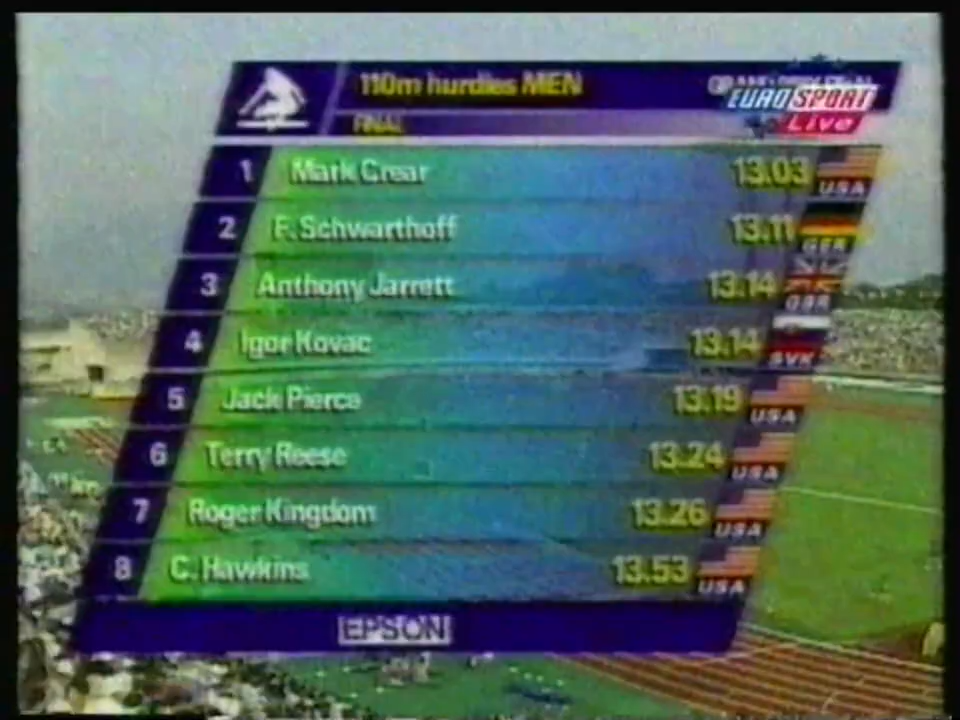 110m hurdles MEN
EUROSPORT
FINAL
Live
1 Mark Crear 13.03 USA
2 F. Schwarthoff 13.11 GER
3 Anthony Jarrett 13.14 GBR
4 Igor Kovac 13.14 SVK
5 Jack Pierce 13.19 USA
6 Terry Reese 13.24 USA
7 Roger Kingdom 13.26 USA
8 C. Hawkins 13.53 USA
EPSON